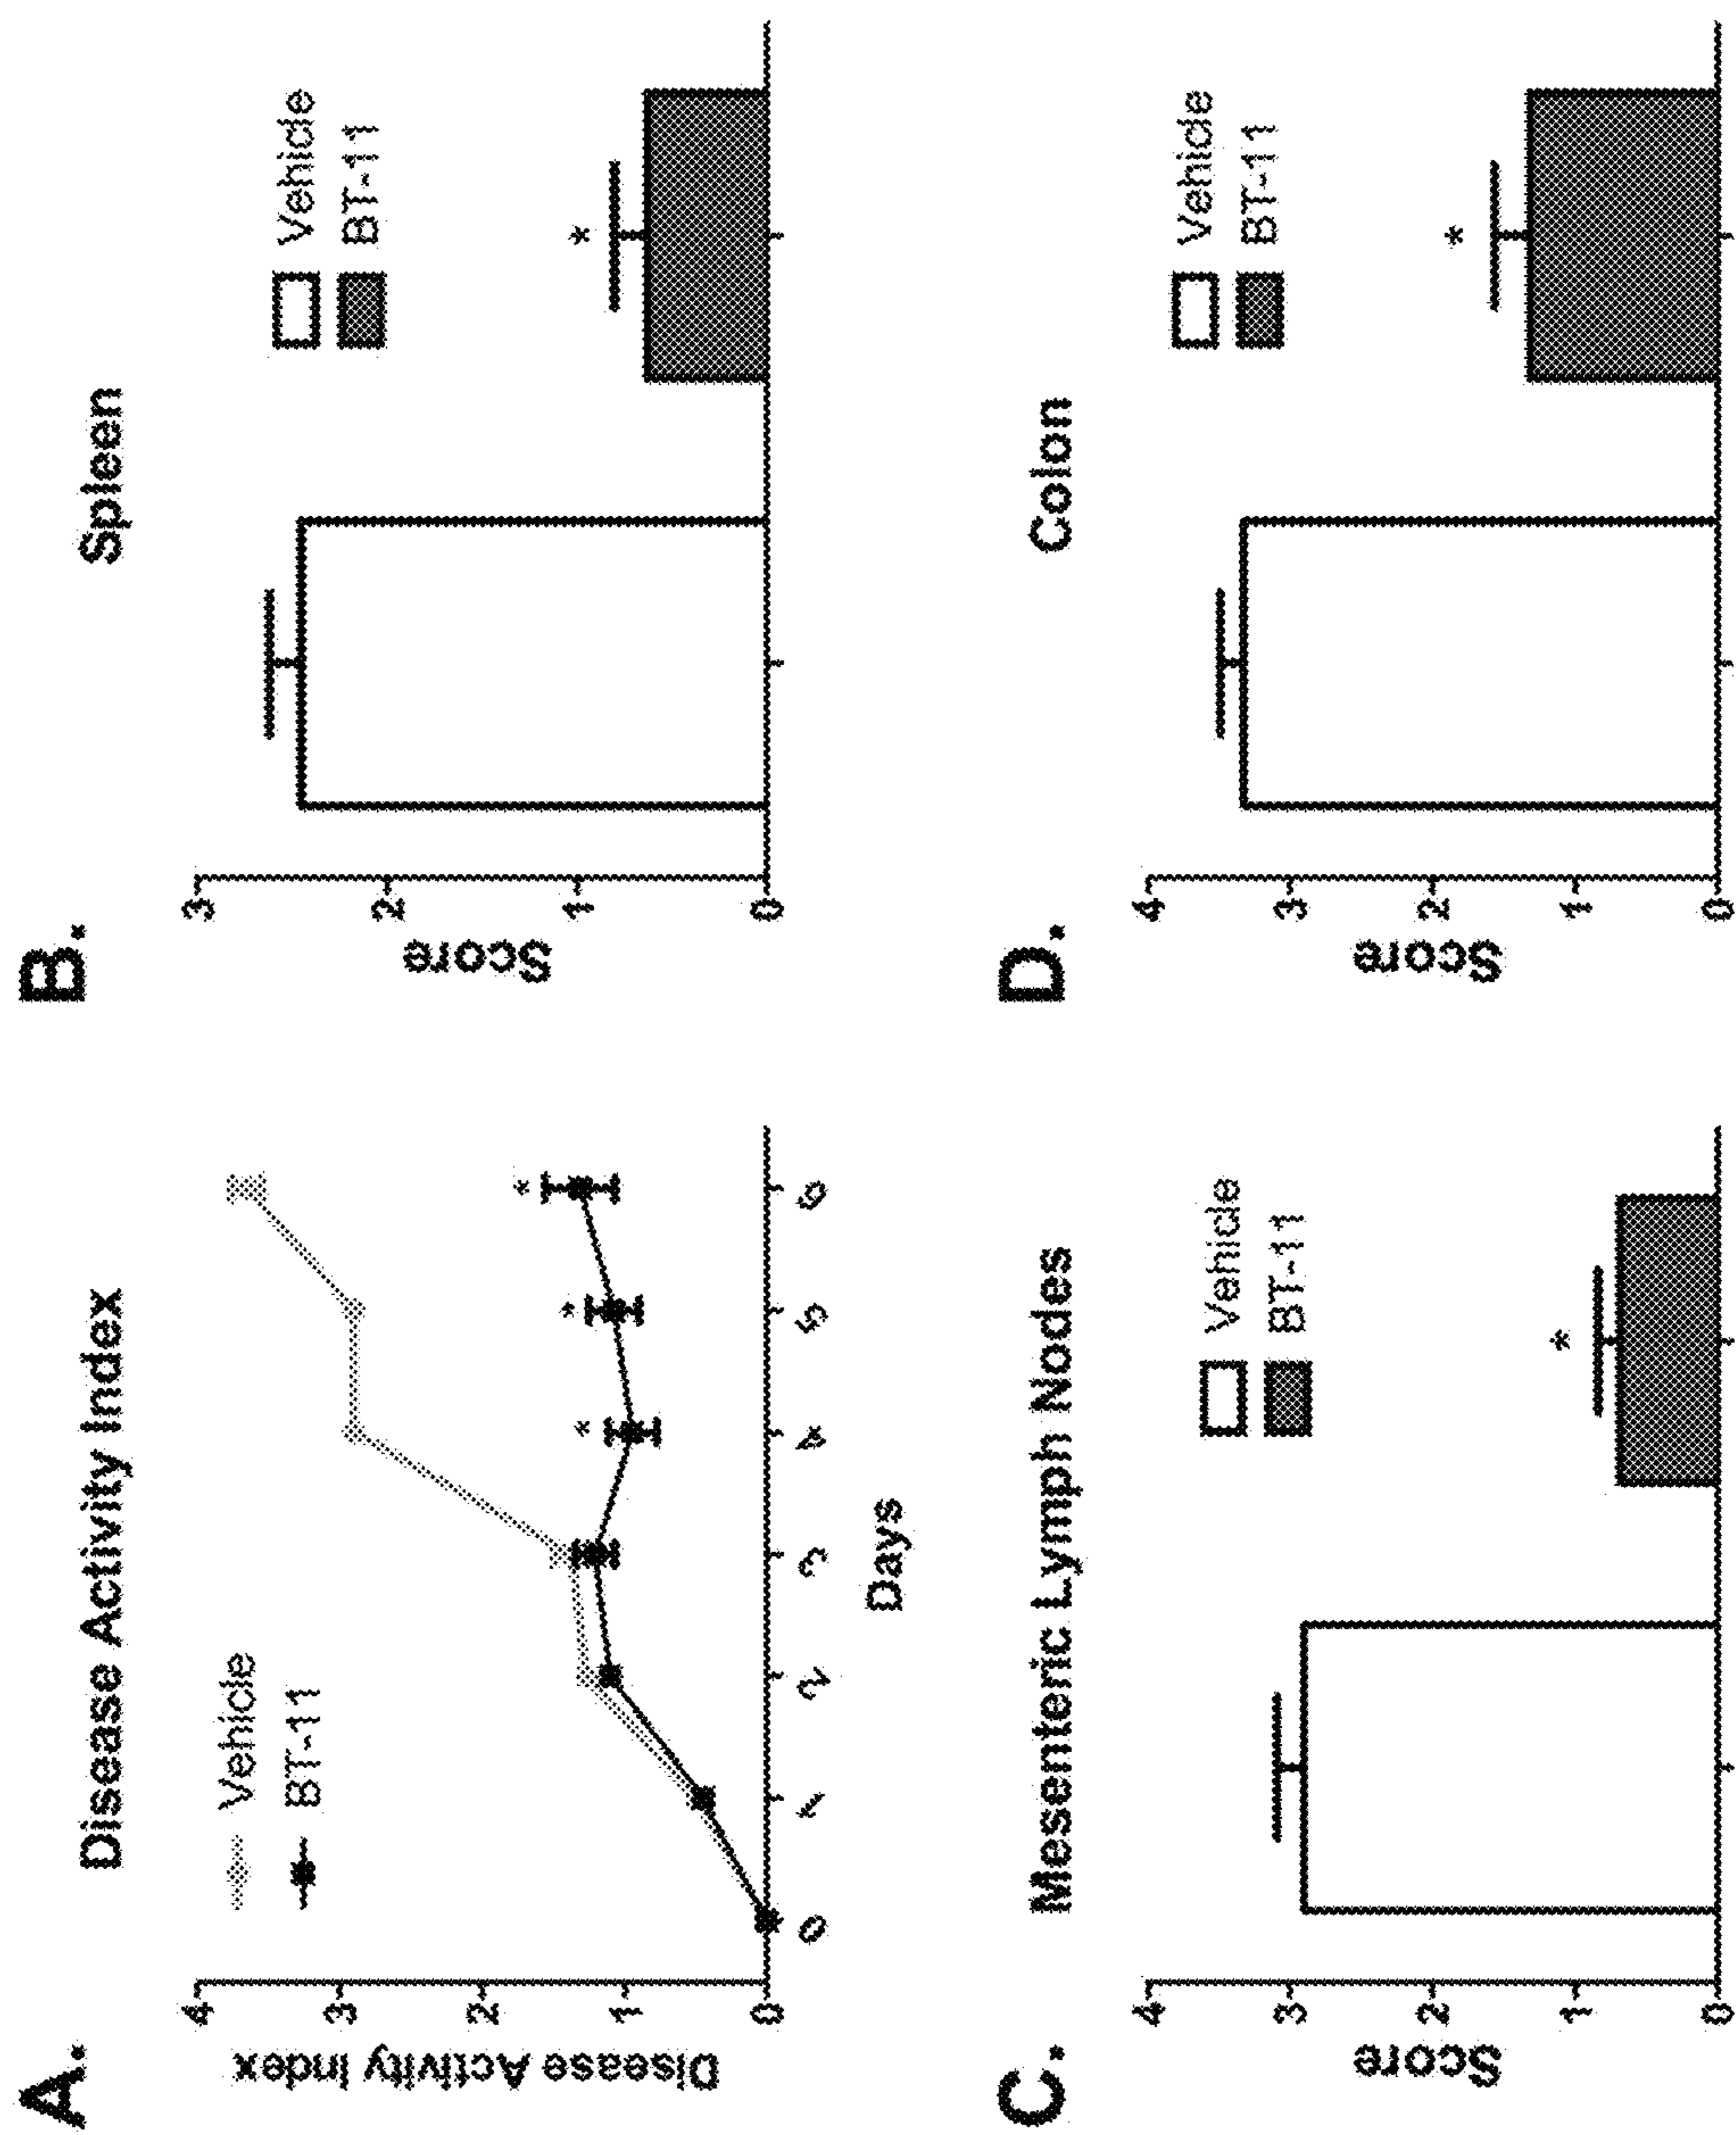 A.
Disease Activity Index
Disease Activity Index
4
3
2
1
0
Vehicle
BT-11
*
*
*
0 1 2 3 4 5 6
Days
B.
Spleen
Score
3
2
1
0
Vehicle
BT-11
*
C.
Mesenteric Lymph Nodes
Score
4
3
2
1
0
Vehicle
BT-11
*
D.
Colon
Score
4
3
2
1
0
Vehicle
BT-11
*